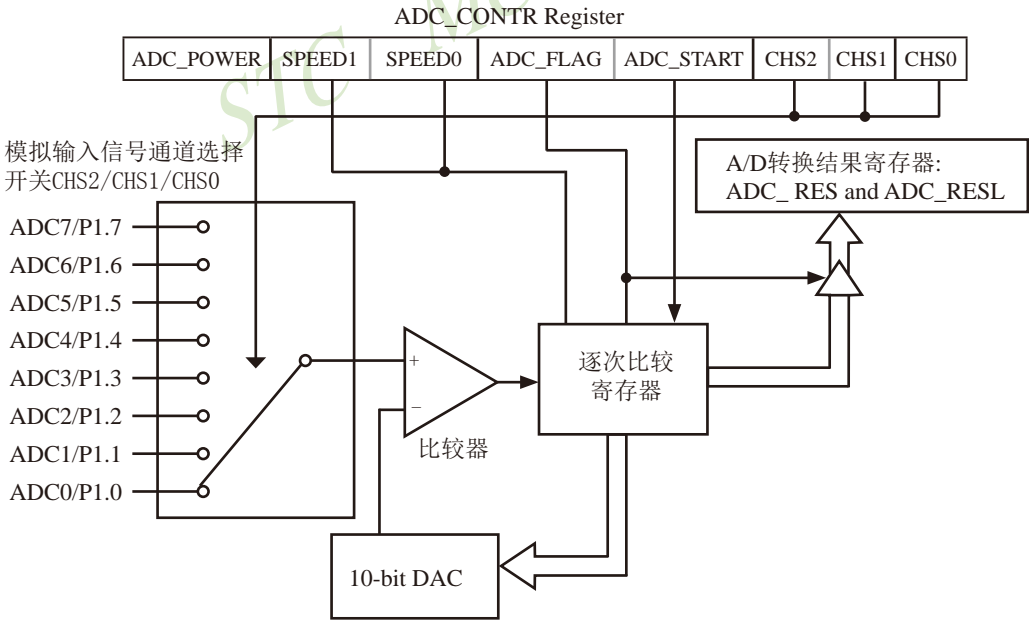 ADC_CONTR Register
ADC_POWER SPEED1 SPEED0 ADC_FLAG ADC_START CHS2 CHS1 CHS0
STC
模拟输入信号通道选择
开关CHS2/CHS1/CHS0
A/D转换结果寄存器:
ADC_ RES and ADC_RESL
ADC7/P1.7
ADC6/P1.6
ADC5/P1.5
ADC4/P1.4
ADC3/P1.3
ADC2/P1.2
ADC1/P1.1
ADC0/P1.0
+
−
比较器
逐次比较
寄存器
10-bit DAC